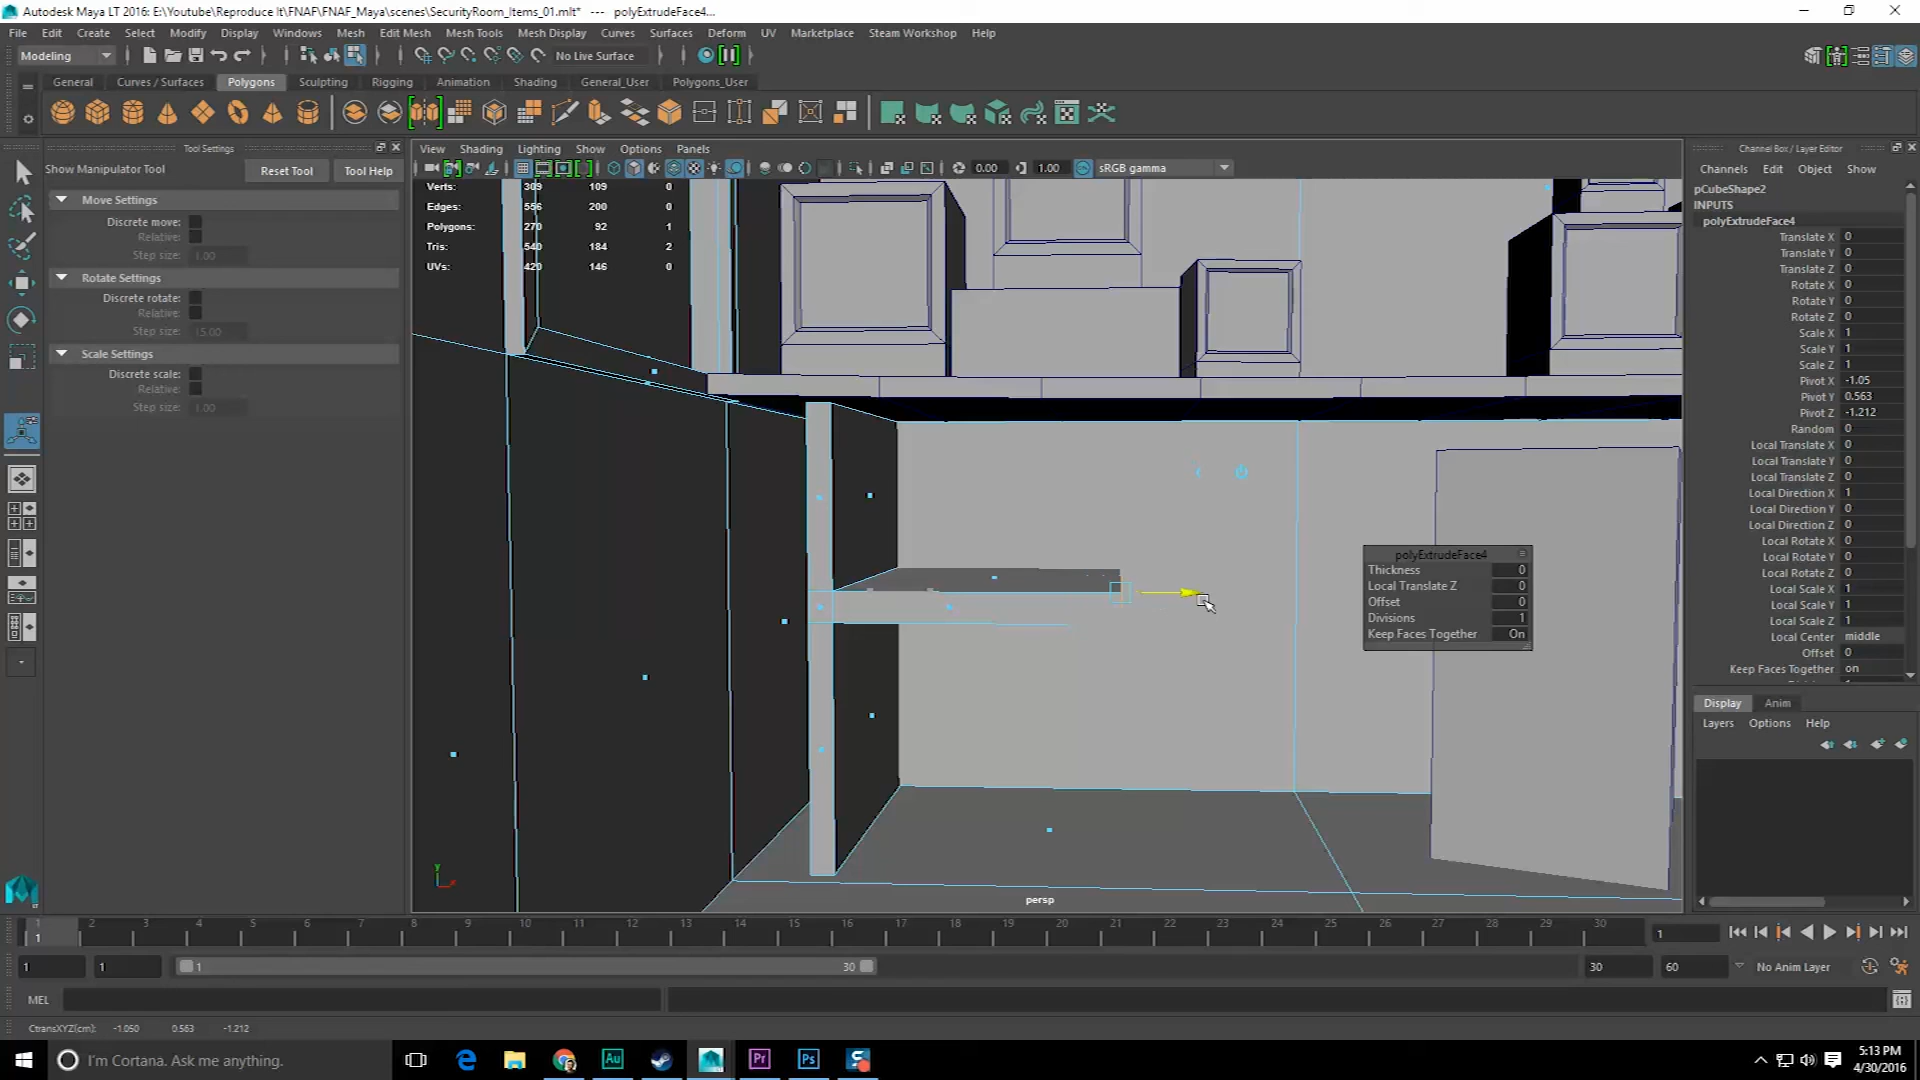 Autodesk Maya LT 2016: E:\Youtube\Reproduce It\FNAF\FNAF_Maya\scenes\SecurityRoom_Items_01.mlt* --- polyExtrudeFace4...
File Edit Create Select Modify Display Windows Mesh Edit Mesh Mesh Tools Mesh Display Curves Surfaces Deform UV Marketplace Steam Workshop Help
Modeling No Live Surface
General Curves / Surfaces Polygons Sculpting Rigging Animation Shading General_User Polygons_User
Tool Settings
Show Manipulator Tool Reset Tool Tool Help
Move Settings
Discrete move:
Relative:
Step size: 1.00
Rotate Settings
Discrete rotate:
Relative:
Step size: 15.00
Scale Settings
Discrete scale:
Relative:
Step size: 1.00
View Shading Lighting Show Options Panels
0.00 1.00 sRGB gamma
Verts: 309 109 0
Edges: 556 200 0
Polygons: 270 92 1
Tris: 540 184 2
UVs: 420 146 0
polyExtrudeFace4
Thickness 0
Local Translate Z 0
Offset 0
Divisions 1
Keep Faces Together On
persp
Channel Box / Layer Editor
Channels Edit Object Show
pCubeShape2
INPUTS
polyExtrudeFace4
Translate X 0
Translate Y 0
Translate Z 0
Rotate X 0
Rotate Y 0
Rotate Z 0
Scale X 1
Scale Y 1
Scale Z 1
Pivot X -1.05
Pivot Y 0.563
Pivot Z -1.212
Random 0
Local Translate X 0
Local Translate Y 0
Local Translate Z 0
Local Direction X 1
Local Direction Y 0
Local Direction Z 0
Local Rotate X 0
Local Rotate Y 0
Local Rotate Z 0
Local Scale X 1
Local Scale Y 1
Local Scale Z 1
Local Center middle
Offset 0
Keep Faces Together on
Display Anim
Layers Options Help
1 2 3 4 5 6 7 8 9 10 11 12 13 14 15 16 17 18 19 20 21 22 23 24 25 26 27 28 29 30
1 1
1 1 1 30 30 60 No Anim Layer
MEL
CtransXYZ(cm): -1.050 0.563 -1.212
I'm Cortana. Ask me anything.
5:13 PM
4/30/2016